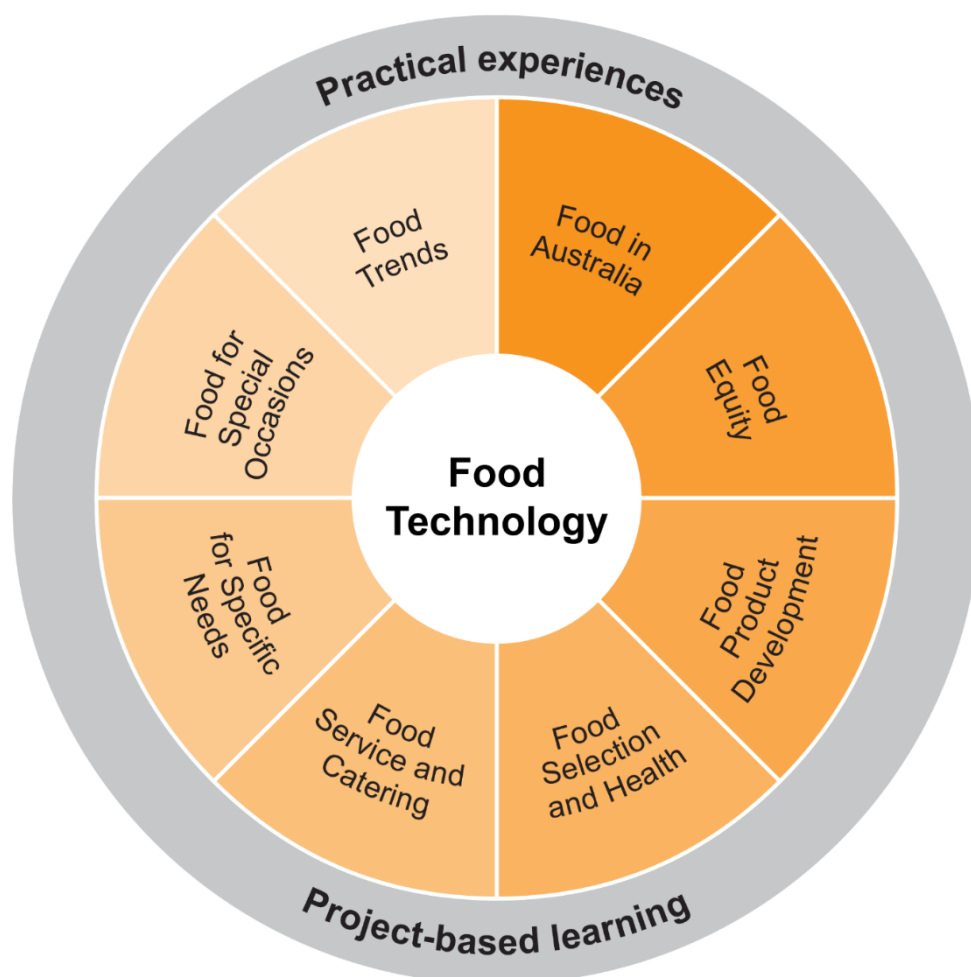 Practical experiences
Food in
Australia
Food
Equity
Food
Product
Development
Food
Selection
and Health
Food
Service and
Catering
Food
for Specific
Needs
Food for
Special
Occasions
Food
Trends
Food
Technology
Project-based learning